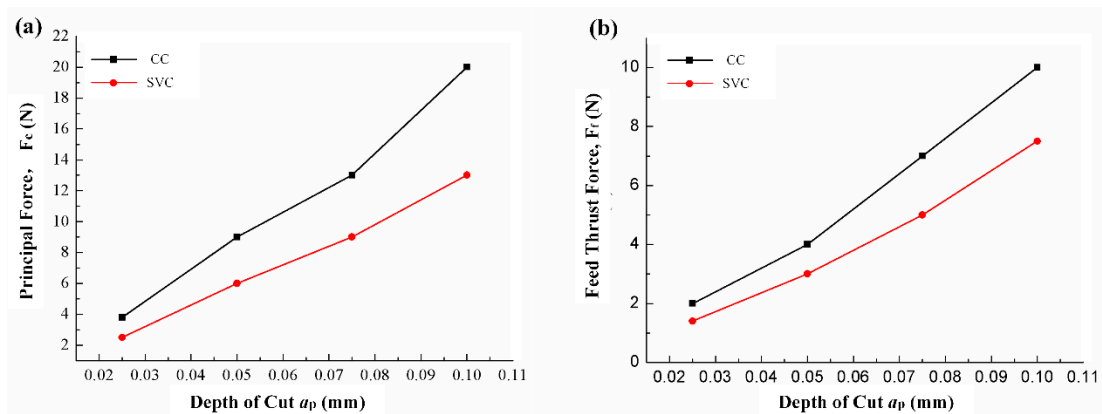 (a)
CC
SVC
22
20
18
16
14
12
10
8
6
4
2
Principal Force, Fc (N)
0.02 0.03 0.04 0.05 0.06 0.07 0.08 0.09 0.10 0.11
Depth of Cut ap (mm)
(b)
CC
SVC
10
8
6
4
2
0
Feed Thrust Force, Ff (N)
0.02 0.03 0.04 0.05 0.06 0.07 0.08 0.09 0.10 0.11
Depth of Cut ap (mm)